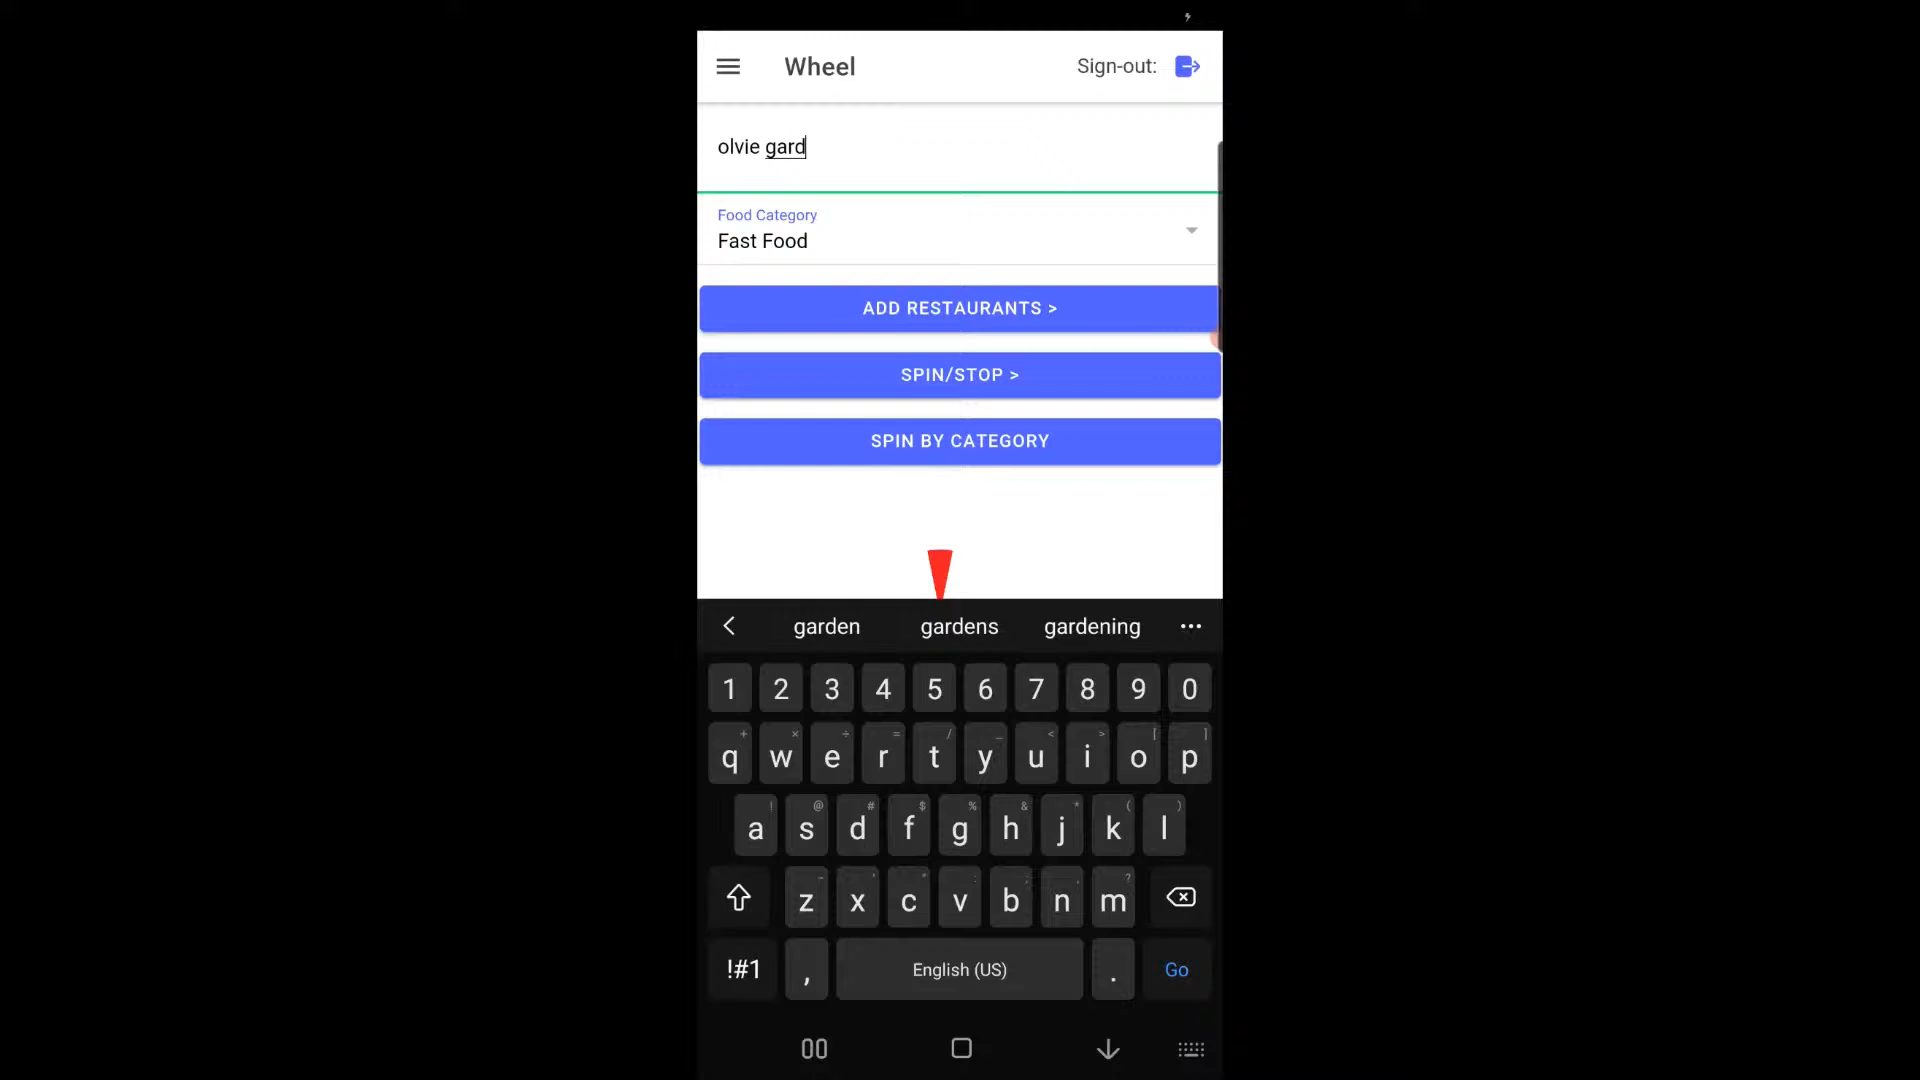 Wheel
Sign-out:
olvie gard
Food Category
Fast Food
ADD RESTAURANTS >
SPIN/STOP >
SPIN BY CATEGORY
garden gardens gardening
1 2 3 4 5 6 7 8 9 0
q w e r t y u i o p
a s d f g h j k l
z x c v b n m
!#1 , English (US) . Go